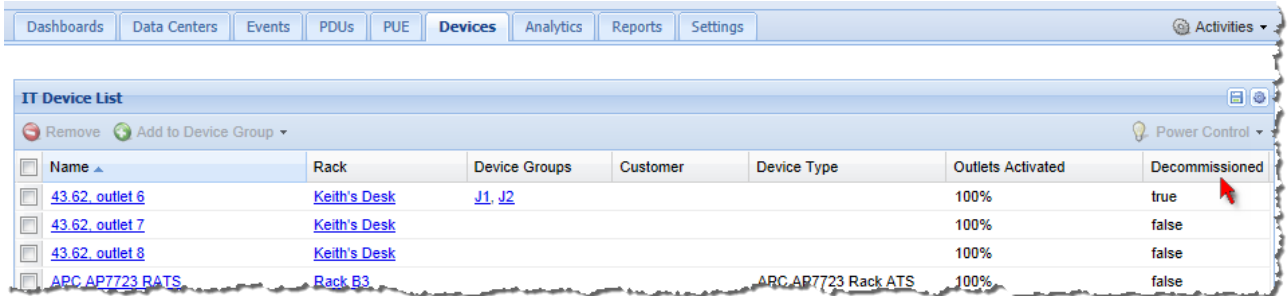 Dashboards Data Centers Events PDUs PUE Devices Analytics Reports Settings Activities
IT Device List
Remove Add to Device Group Power Control
Name Rack Device Groups Customer Device Type Outlets Activated Decommissioned
43.62, outlet 6 Keith's Desk J1, J2 100% true
43.62, outlet 7 Keith's Desk 100% false
43.62, outlet 8 Keith's Desk 100% false
APC AP7723 RATS Rack B3 APC AP7723 Rack ATS 100% false